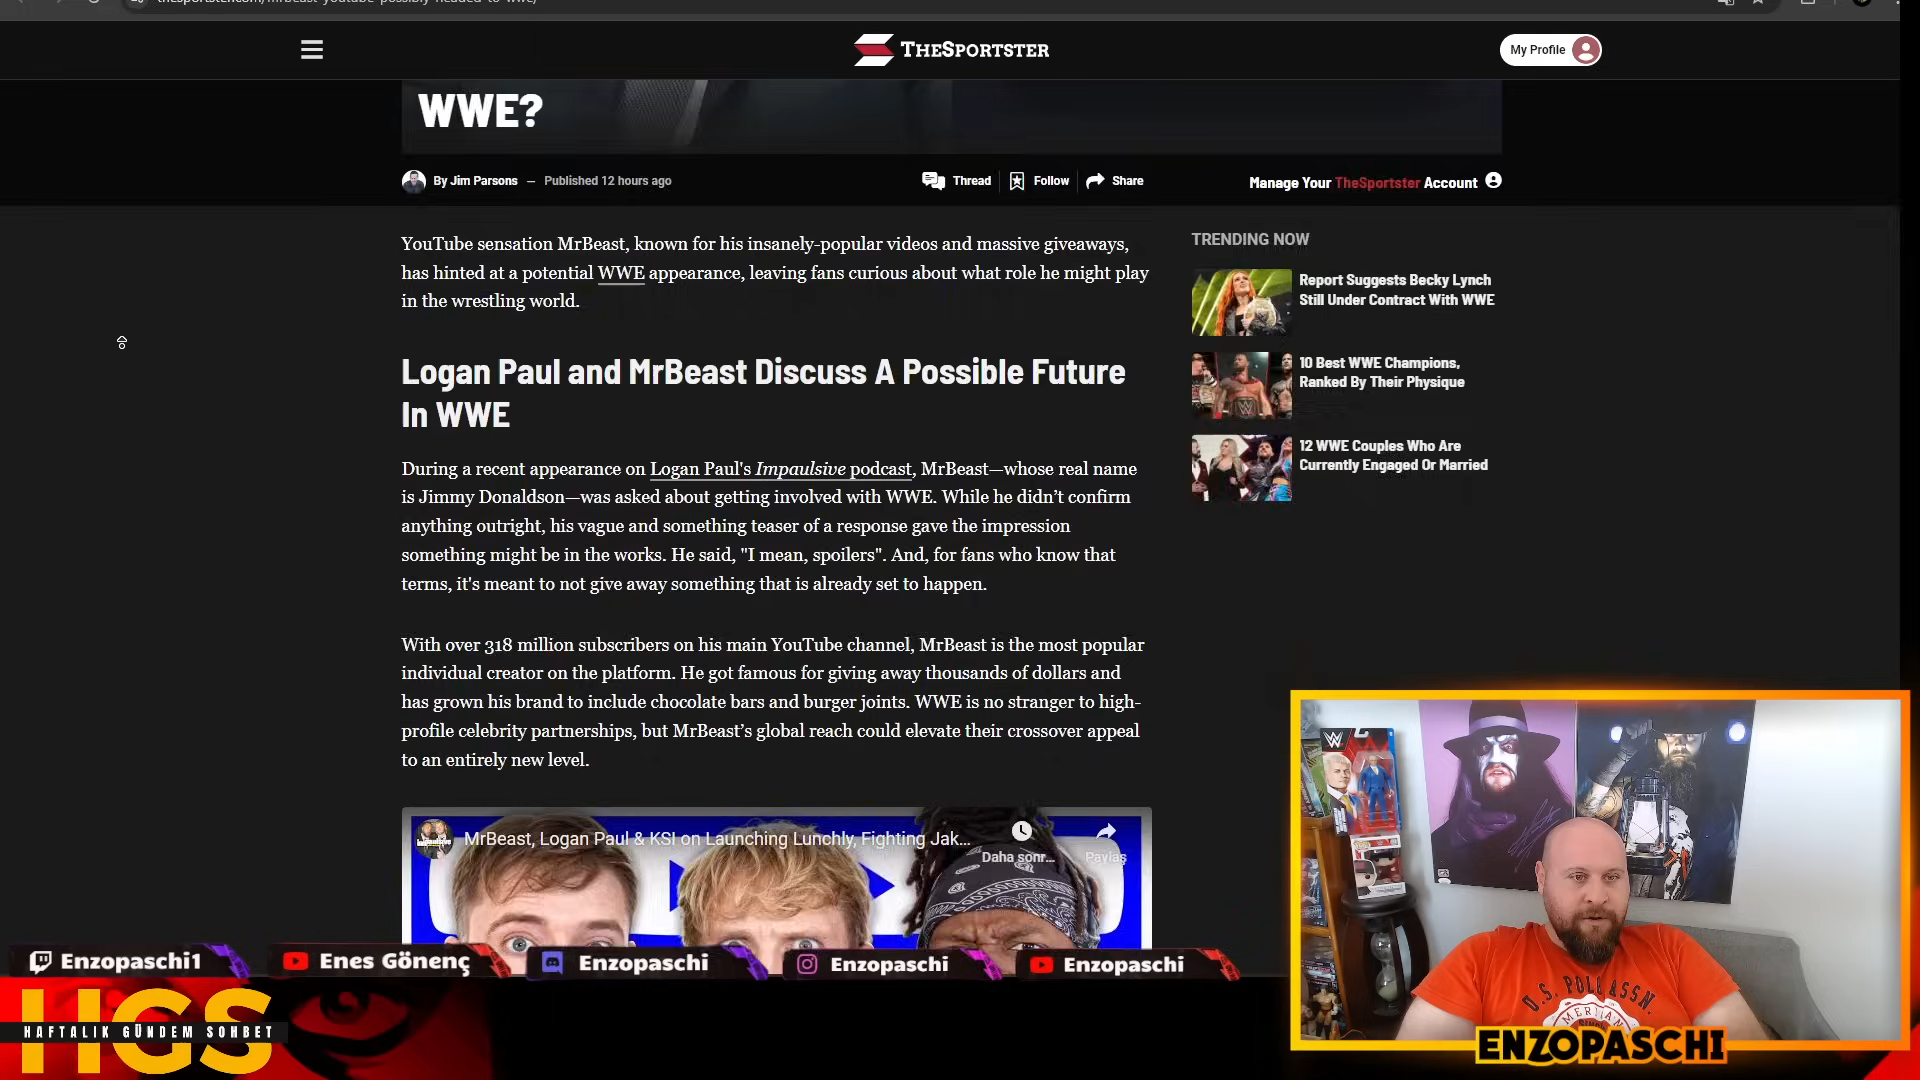 thesportster.com/mrbeast-youtube-possibly-headed-to-wwe/
THESPORTSTER
My Profile
WWE?
By Jim Parsons — Published 12 hours ago
Thread
Follow
Share
Manage Your TheSportster Account
YouTube sensation MrBeast, known for his insanely-popular videos and massive giveaways,
has hinted at a potential WWE appearance, leaving fans curious about what role he might play
in the wrestling world.
Logan Paul and MrBeast Discuss A Possible Future
In WWE
During a recent appearance on Logan Paul's Impaulsive podcast, MrBeast—whose real name
is Jimmy Donaldson—was asked about getting involved with WWE. While he didn’t confirm
anything outright, his vague and something teaser of a response gave the impression
something might be in the works. He said, "I mean, spoilers". And, for fans who know that
terms, it's meant to not give away something that is already set to happen.
With over 318 million subscribers on his main YouTube channel, MrBeast is the most popular
individual creator on the platform. He got famous for giving away thousands of dollars and
has grown his brand to include chocolate bars and burger joints. WWE is no stranger to high-
profile celebrity partnerships, but MrBeast’s global reach could elevate their crossover appeal
to an entirely new level.
MrBeast, Logan Paul & KSI on Launching Lunchly, Fighting Jak...
Daha sonr...
Paylaş
TRENDING NOW
Report Suggests Becky Lynch
Still Under Contract With WWE
10 Best WWE Champions,
Ranked By Their Physique
12 WWE Couples Who Are
Currently Engaged Or Married
Enzopaschi1
Enes Gönenç
Enzopaschi
Enzopaschi
Enzopaschi
HGS
HAFTALIK GÜNDEM SOHBET
U.S. POLO ASSN.
ENZOPASCHI